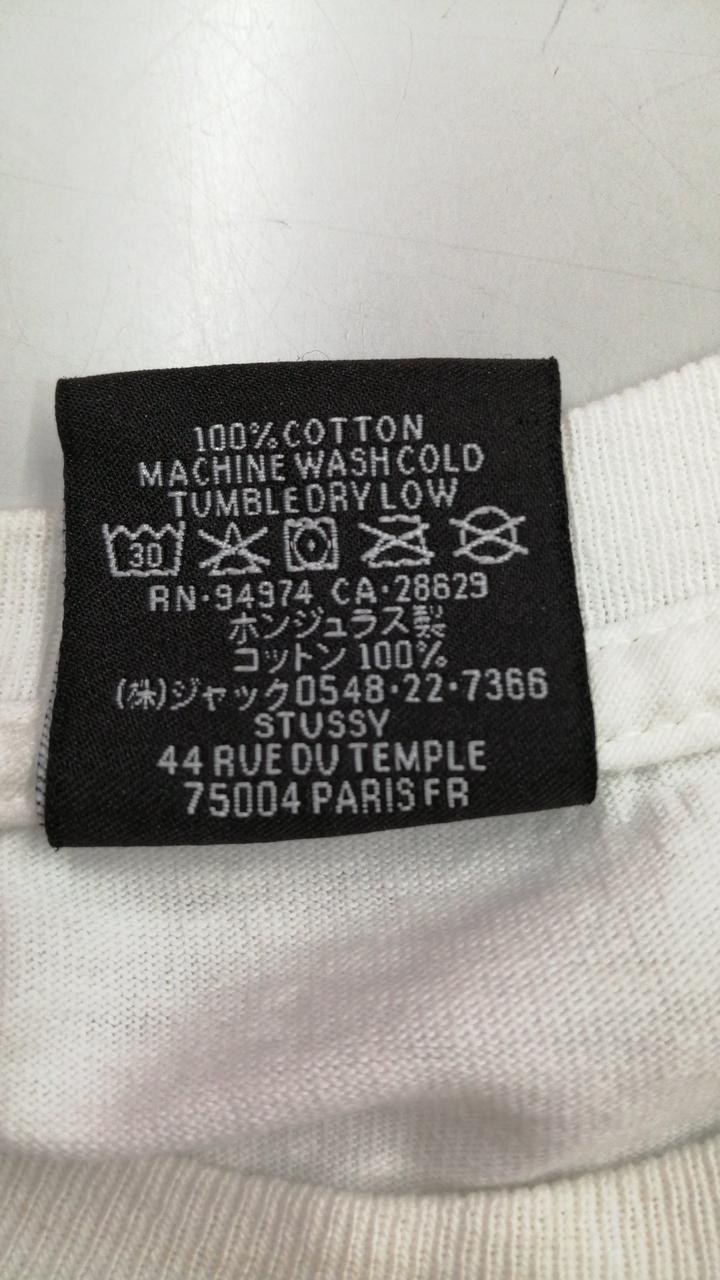 100% COTTON
MACHINE WASH COLD
TUMBLE DRY LOW
30
RN·94974 CA·28629
ホンジュラス製
コットン 100%
(株)ジャック0548·22·7366
STUSSY
44 RUE DU TEMPLE
75004 PARIS FR